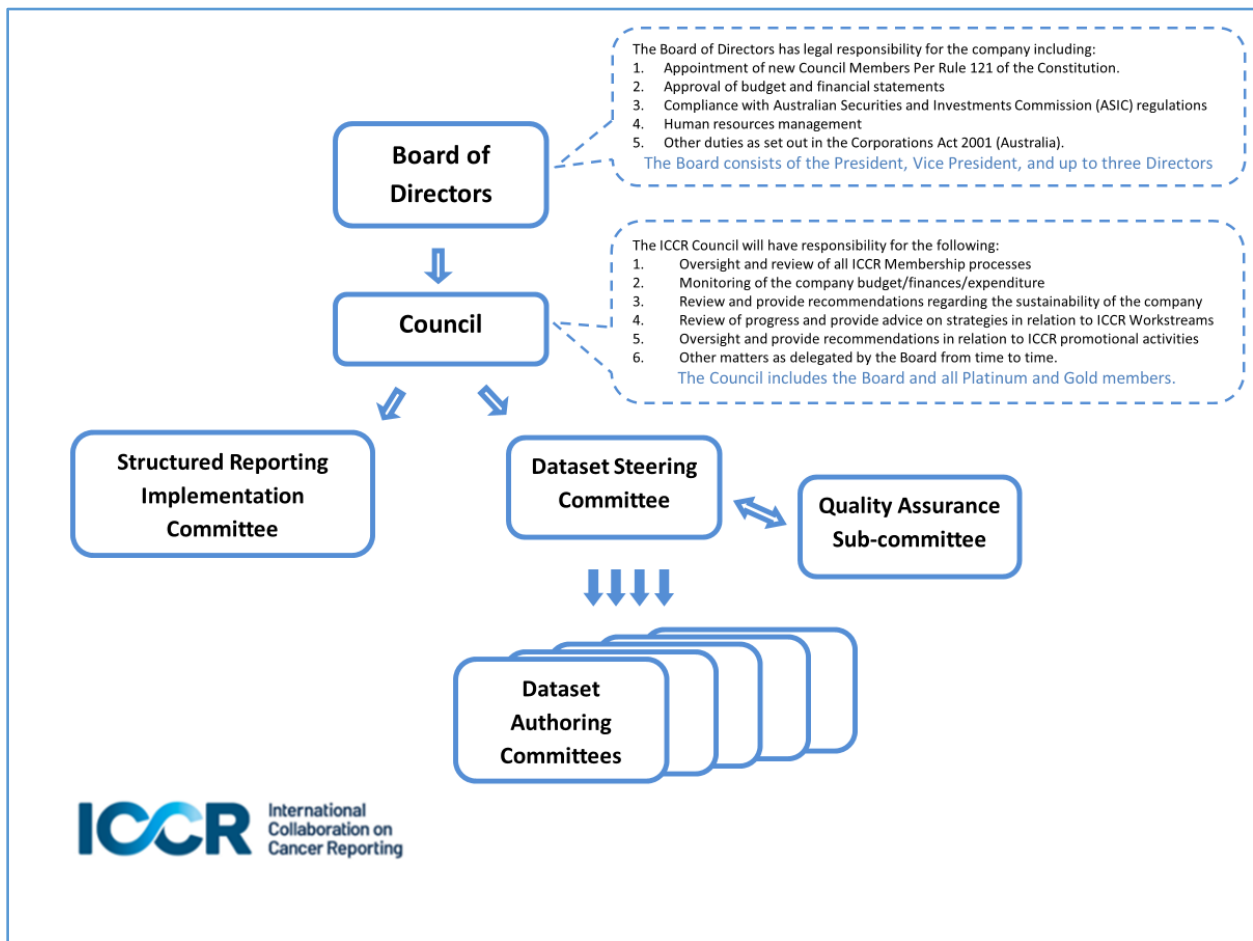 The Board of Directors has legal responsibility for the company including:
1. Appointment of new Council Members Per Rule 121 of the Constitution.
2. Approval of budget and financial statements
3. Compliance with Australian Securities and Investments Commission (ASIC) regulations
4. Human resources management
5. Other duties as set out in the Corporations Act 2001 (Australia).
The Board consists of the President, Vice President, and up to three Directors
Board of
Directors
The ICCR Council will have responsibility for the following:
1. Oversight and review of all ICCR Membership processes
2. Monitoring of the company budget/finances/expenditure
3. Review and provide recommendations regarding the sustainability of the company
4. Review of progress and provide advice on strategies in relation to ICCR Workstreams
5. Oversight and provide recommendations in relation to ICCR promotional activities
6. Other matters as delegated by the Board from time to time.
The Council includes the Board and all Platinum and Gold members.
Council
Structured Reporting
Implementation
Committee
Dataset Steering
Committee
Quality Assurance
Sub-committee
Dataset
Authoring
Committees
ICCR
International
Collaboration on
Cancer Reporting